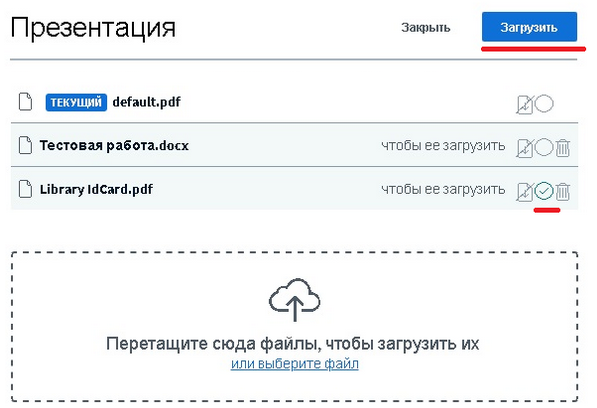 Презентация Закрыть Загрузить
ТЕКУЩИЙ default.pdf
Тестовая работа.docx чтобы ее загрузить
Library IdCard.pdf чтобы ее загрузить
Перетащите сюда файлы, чтобы загрузить их
или выберите файл